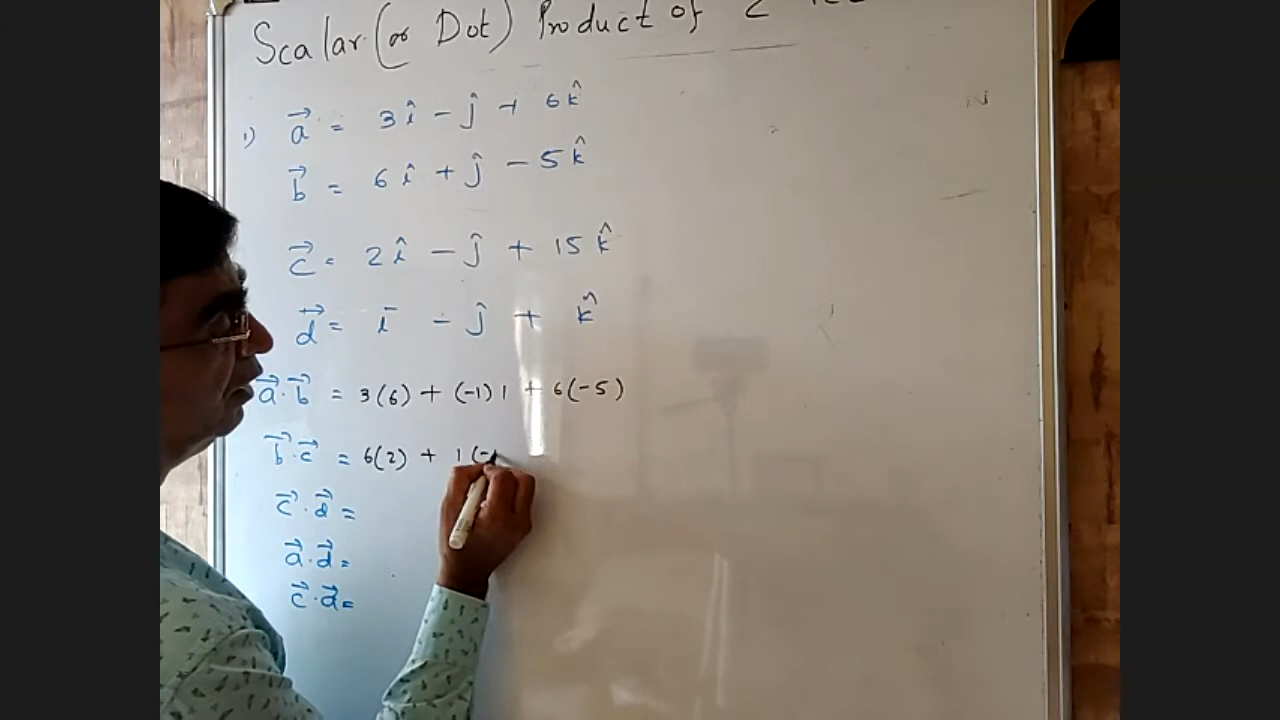 Scalar (or Dot) Product of 2
1) a⃗ = 3î - ĵ + 6k̂
b⃗ = 6î + ĵ - 5k̂
c⃗ = 2î - ĵ + 15k̂
d⃗ = ī - ĵ + k̂
a⃗·b⃗ = 3(6) + (-1)1 + 6(-5)
b⃗·c⃗ = 6(2) + 1(-
c⃗·d⃗ =
a⃗·d⃗ =
c⃗·a⃗ =